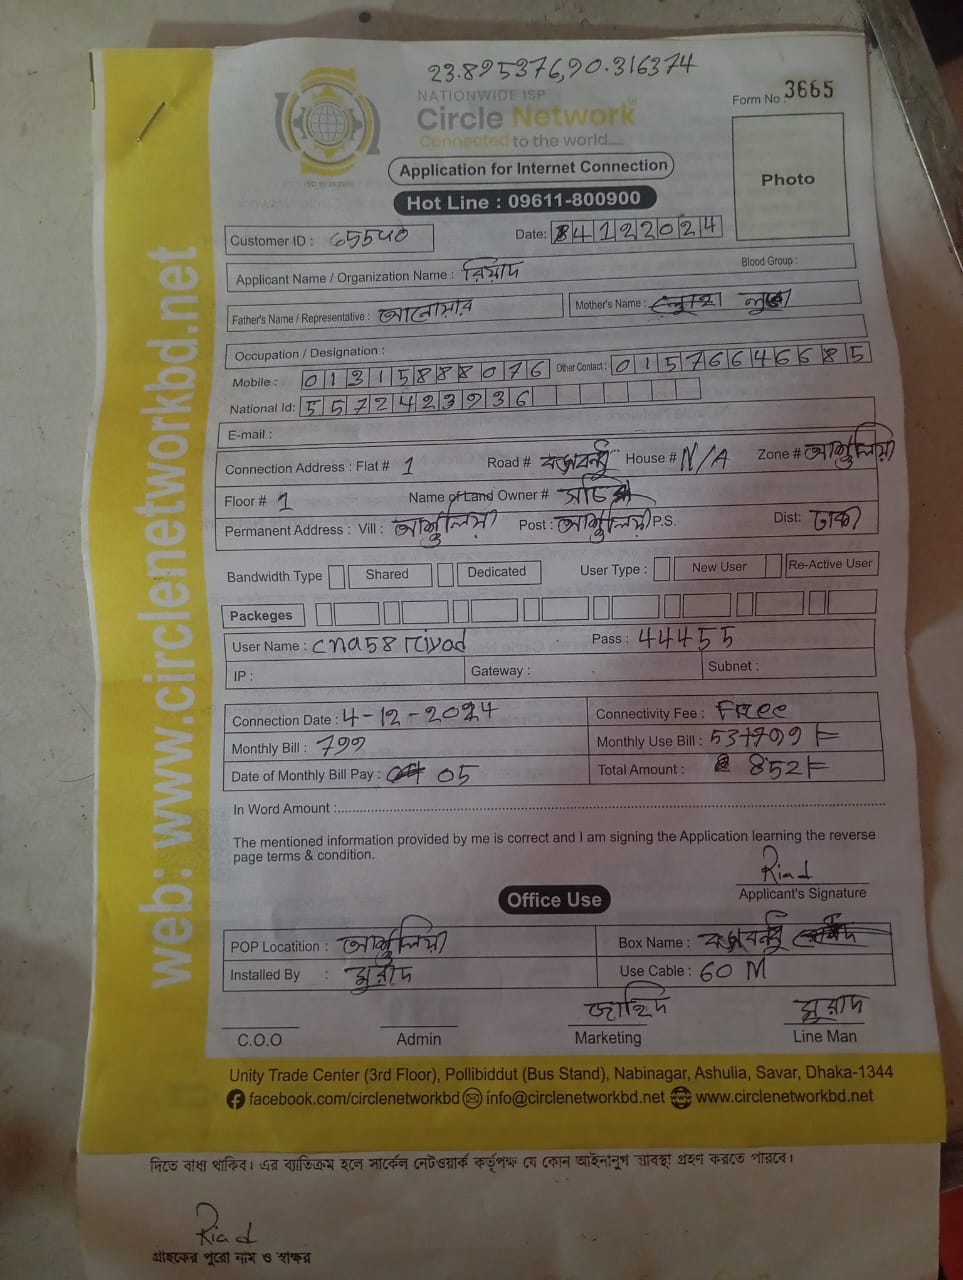 23.895376,90.316374
NATIONWIDE ISP
Circle Network
Connected to the world.....
Form No : 3665
Application for Internet Connection
Photo
Hot Line : 09611-800900
Customer ID : 65540
Date: 04122024
Applicant Name / Organization Name : রিয়াদ
Blood Group :
Father's Name / Representative : আনোয়ার
Mother's Name :
Occupation / Designation :
Mobile : 01315888076 Other Contact : 01576646685
National Id: 5572423936
E-mail :
Connection Address : Flat # 1 Road # House # N/A Zone # আশুলিয়া
Floor # 1 Name of Land Owner #
Permanent Address : Vill : আশুলিয়া Post : আশুলিয়া P.S. Dist: ঢাকা
Bandwidth Type Shared Dedicated User Type : New User Re-Active User
Packeges
User Name : cna58riyad Pass : 44455
IP : Gateway : Subnet :
Connection Date : 4-12-2024 Connectivity Fee : Free
Monthly Bill : 799 Monthly Use Bill : 53+799
Date of Monthly Bill Pay : 05 Total Amount : 852
In Word Amount :
The mentioned information provided by me is correct and I am signing the Application learning the reverse
page terms & condition.
Riad
Applicant's Signature
Office Use
POP Locatition : আশুলিয়া Box Name :
Installed By : মুরাদ Use Cable : 60 M
জাহিদ মুরাদ
C.O.O Admin Marketing Line Man
Unity Trade Center (3rd Floor), Pollibiddut (Bus Stand), Nabinagar, Ashulia, Savar, Dhaka-1344
facebook.com/circlenetworkbd info@circlenetworkbd.net www.circlenetworkbd.net
web: www.circlenetworkbd.net
দিতে বাধ্য থাকিব। এর ব্যতিক্রম হলে সার্কেল নেটওয়ার্ক কর্তৃপক্ষ যে কোন আইনানুগ ব্যবস্থা গ্রহণ করতে পারবে।
Riad
গ্রাহকের পুরো নাম ও স্বাক্ষর